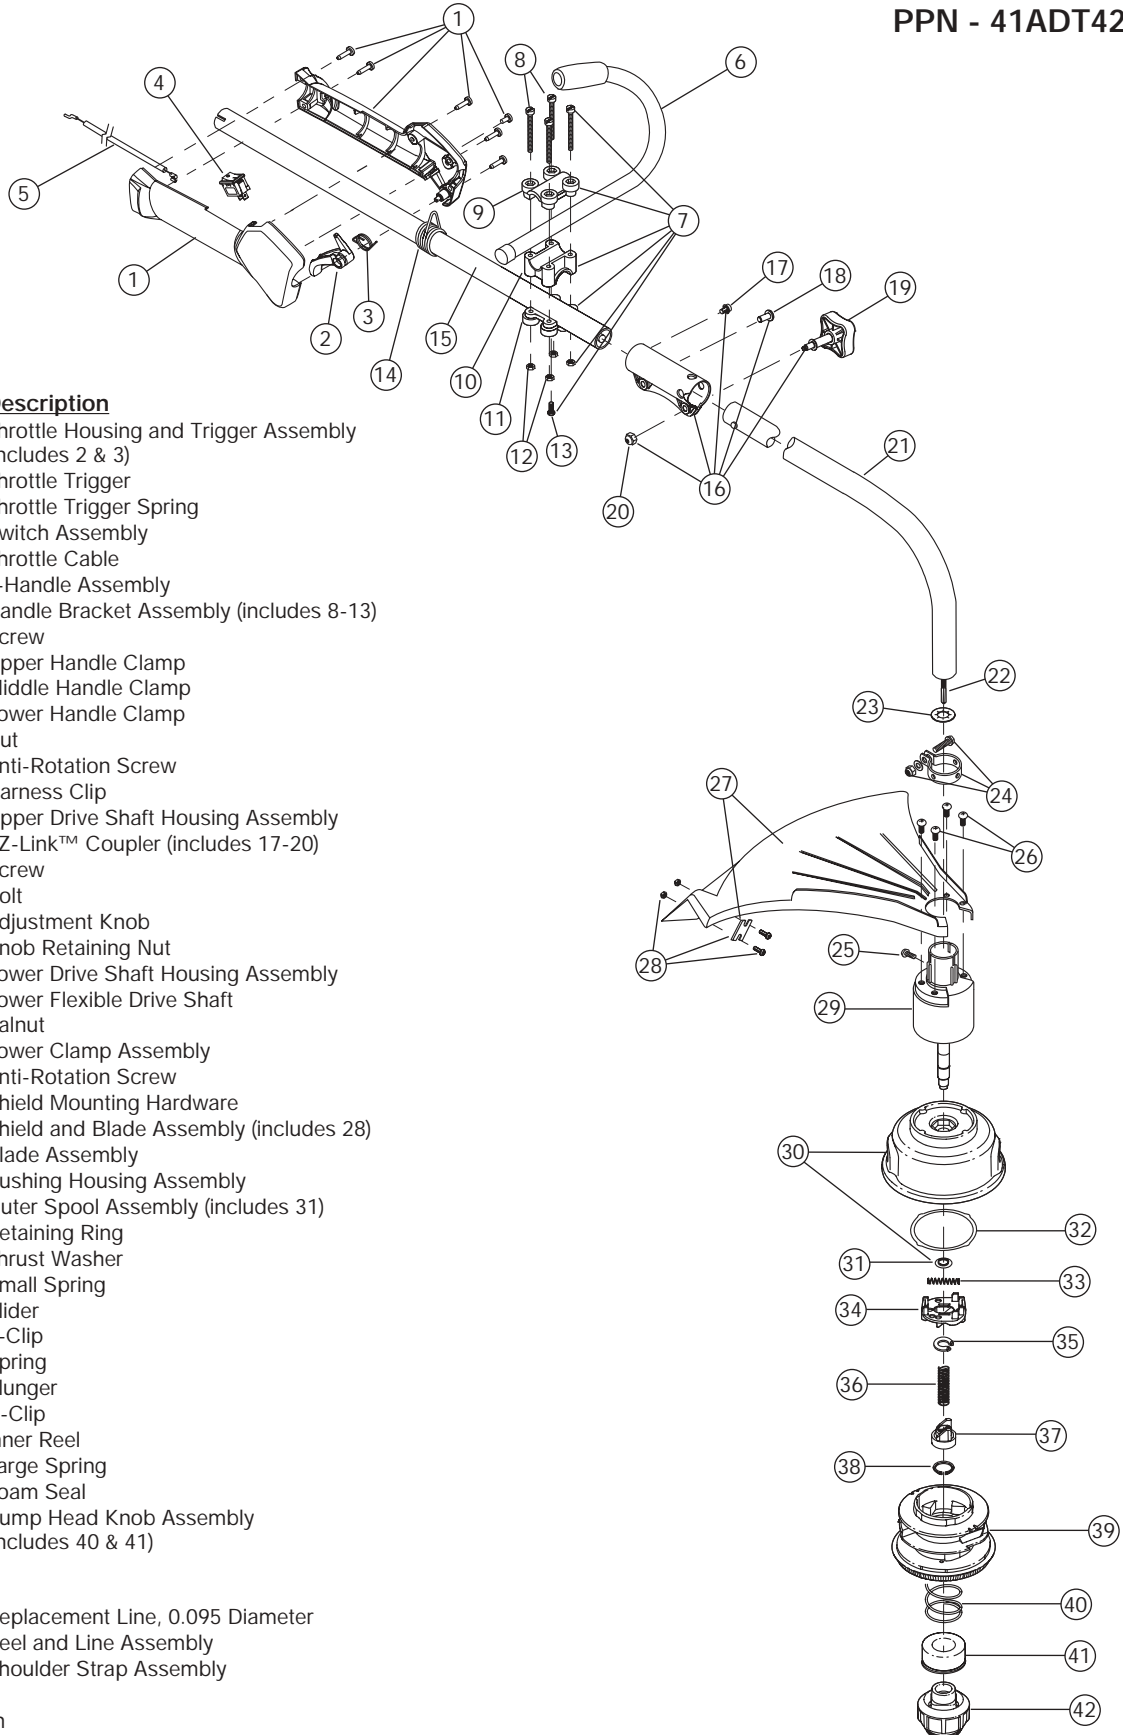 PPN - 41ADT42
1
8
6
4
5
9
7
1
17
18
19
3
2
15
14
10
11
12
13
16
20
21
escription
hrottle Housing and Trigger Assembly
ncludes 2 & 3)
hrottle Trigger
hrottle Trigger Spring
witch Assembly
hrottle Cable
-Handle Assembly
andle Bracket Assembly (includes 8-13)
crew
pper Handle Clamp
iddle Handle Clamp
ower Handle Clamp
ut
nti-Rotation Screw
arness Clip
pper Drive Shaft Housing Assembly
Z-Link™ Coupler (includes 17-20)
crew
olt
djustment Knob
nob Retaining Nut
ower Drive Shaft Housing Assembly
ower Flexible Drive Shaft
alnut
ower Clamp Assembly
nti-Rotation Screw
hield Mounting Hardware
hield and Blade Assembly (includes 28)
lade Assembly
ushing Housing Assembly
uter Spool Assembly (includes 31)
etaining Ring
hrust Washer
mall Spring
lider
-Clip
pring
lunger
-Clip
nner Reel
arge Spring
oam Seal
ump Head Knob Assembly
ncludes 40 & 41)
eplacement Line, 0.095 Diameter
eel and Line Assembly
houlder Strap Assembly
22
23
24
27
26
28
25
29
30
32
31
33
34
35
36
37
38
39
40
41
42